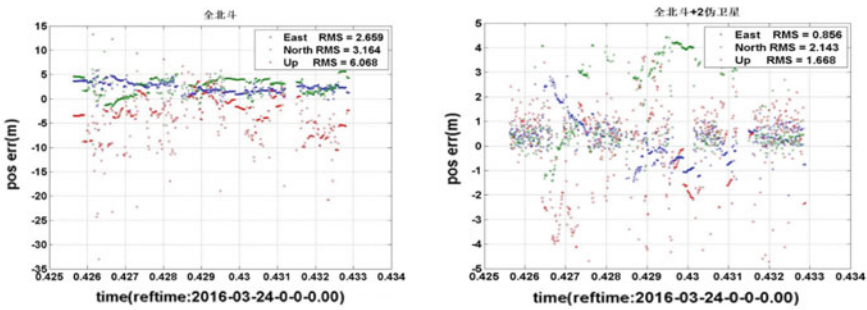 全北斗
East RMS = 2.659
North RMS = 3.164
Up RMS = 6.068
pos err(m)
15
10
5
0
-5
-10
-15
-20
-25
-30
-35
0.425 0.426 0.427 0.428 0.429 0.43 0.431 0.432 0.433 0.434
time(reftime:2016-03-24-0-0-0.00)
全北斗+2伪卫星
East RMS = 0.856
North RMS = 2.143
Up RMS = 1.668
pos err(m)
5
4
3
2
1
0
-1
-2
-3
-4
-5
0.425 0.426 0.427 0.428 0.429 0.43 0.431 0.432 0.433 0.434
time(reftime:2016-03-24-0-0-0.00)